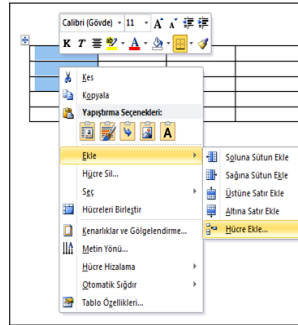 Calibri (Gövde) 11 A A
K T A
Kes
Kopyala
Yapıştırma Seçenekleri:
A
Ekle
Soluna Sütun Ekle
Sağına Sütun Ekle
Üstüne Satır Ekle
Altına Satır Ekle
Hücre Ekle...
Hücre Sil...
Seç
Hücreleri Birleştir
Kenarlıklar ve Gölgelendirme...
Metin Yönü...
Hücre Hizalama
Otomatik Sığdır
Tablo Özellikleri...